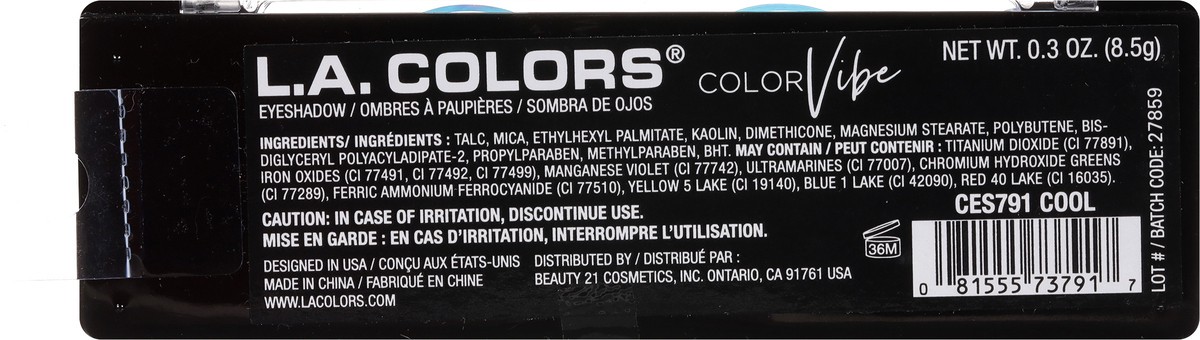 L.A. COLORS® COLOR Vibe NET WT. 0.3 OZ. (8.5g)
EYESHADOW / OMBRES À PAUPIÈRES / SOMBRA DE OJOS
INGREDIENTS/ INGRÉDIENTS : TALC, MICA, ETHYLHEXYL PALMITATE, KAOLIN, DIMETHICONE, MAGNESIUM STEARATE, POLYBUTENE, BIS-
DIGLYCERYL POLYACYLADIPATE-2, PROPYLPARABEN, METHYLPARABEN, BHT. MAY CONTAIN / PEUT CONTENIR : TITANIUM DIOXIDE (CI 77891),
IRON OXIDES (CI 77491, CI 77492, CI 77499), MANGANESE VIOLET (CI 77742), ULTRAMARINES (CI 77007), CHROMIUM HYDROXIDE GREENS
(CI 77289), FERRIC AMMONIUM FERROCYANIDE (CI 77510), YELLOW 5 LAKE (CI 19140), BLUE 1 LAKE (CI 42090), RED 40 LAKE (CI 16035).
CAUTION: IN CASE OF IRRITATION, DISCONTINUE USE.
MISE EN GARDE : EN CAS D'IRRITATION, INTERROMPRE L'UTILISATION.
DESIGNED IN USA / CONÇU AUX ÉTATS-UNIS
MADE IN CHINA / FABRIQUÉ EN CHINE
WWW.LACOLORS.COM
DISTRIBUTED BY / DISTRIBUÉ PAR :
BEAUTY 21 COSMETICS, INC. ONTARIO, CA 91761 USA
36M
CES791 COOL
0 81555 73791 7
LOT # / BATCH CODE: 27859